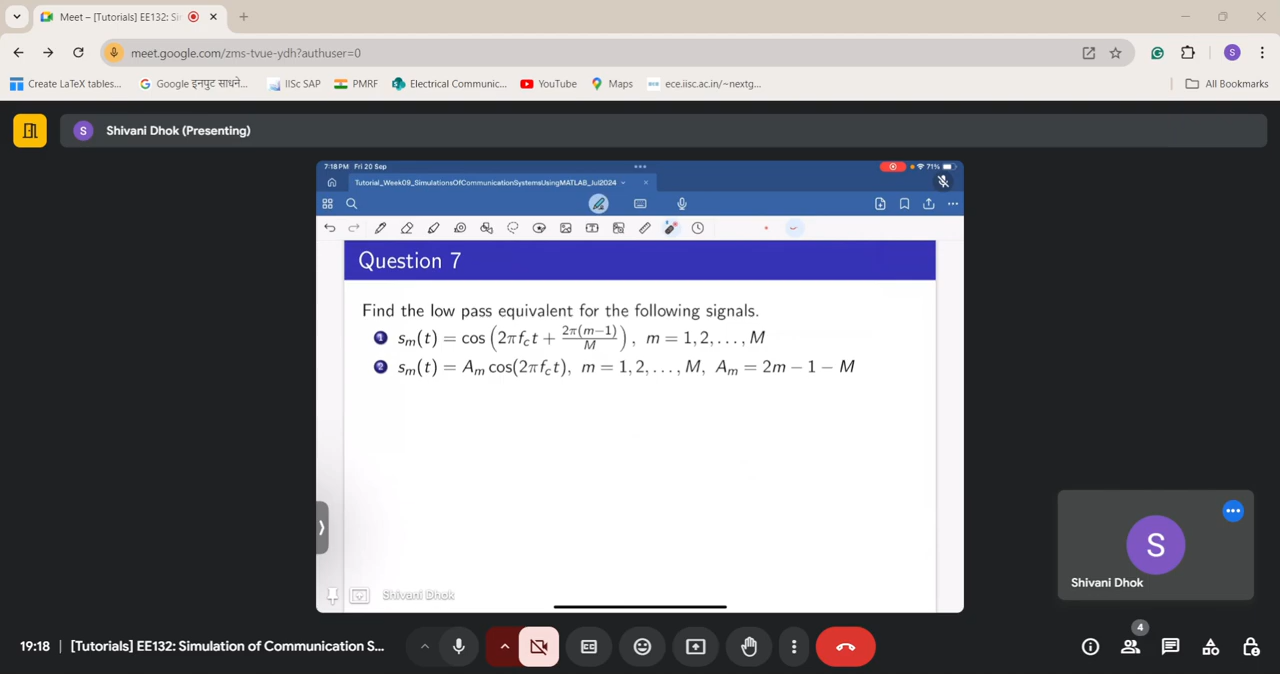 Meet – [Tutorials] EE132: Si
meet.google.com/zms-tvue-ydh?authuser=0
S
Create LaTeX tables...
Google इनपुट साधने...
IISc SAP
PMRF
Electrical Communic...
YouTube
Maps
ece.iisc.ac.in/~nextg...
All Bookmarks
S Shivani Dhok (Presenting)
7:18 PM Fri 20 Sep
71%
Tutorial_Week09_SimulationsOfCommunicationSystemsUsingMATLAB_Jul2024
Question 7
Find the low pass equivalent for the following signals.
1 s_m(t) = cos (2πf_ct + 2π(m−1)/M), m = 1, 2, . . . , M
2 s_m(t) = A_m cos(2πf_ct), m = 1, 2, . . . , M, A_m = 2m − 1 − M
Shivani Dhok
S
Shivani Dhok
19:18 | [Tutorials] EE132: Simulation of Communication S...
4